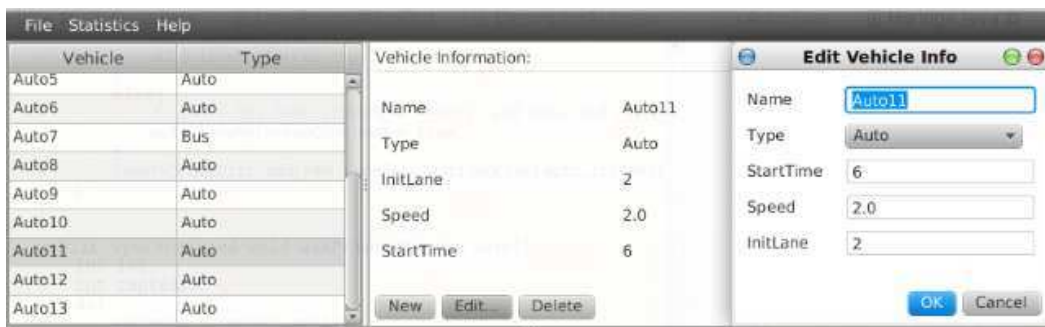 File Statistics Help
Vehicle Type
Auto5 Auto
Auto6 Auto
Auto7 Bus
Auto8 Auto
Auto9 Auto
Auto10 Auto
Auto11 Auto
Auto12 Auto
Auto13 Auto
Vehicle Information:
Name Auto11
Type Auto
InitLane 2
Speed 2.0
StartTime 6
New Edit... Delete
Edit Vehicle Info
Name Auto11
Type Auto
StartTime 6
Speed 2.0
InitLane 2
OK Cancel